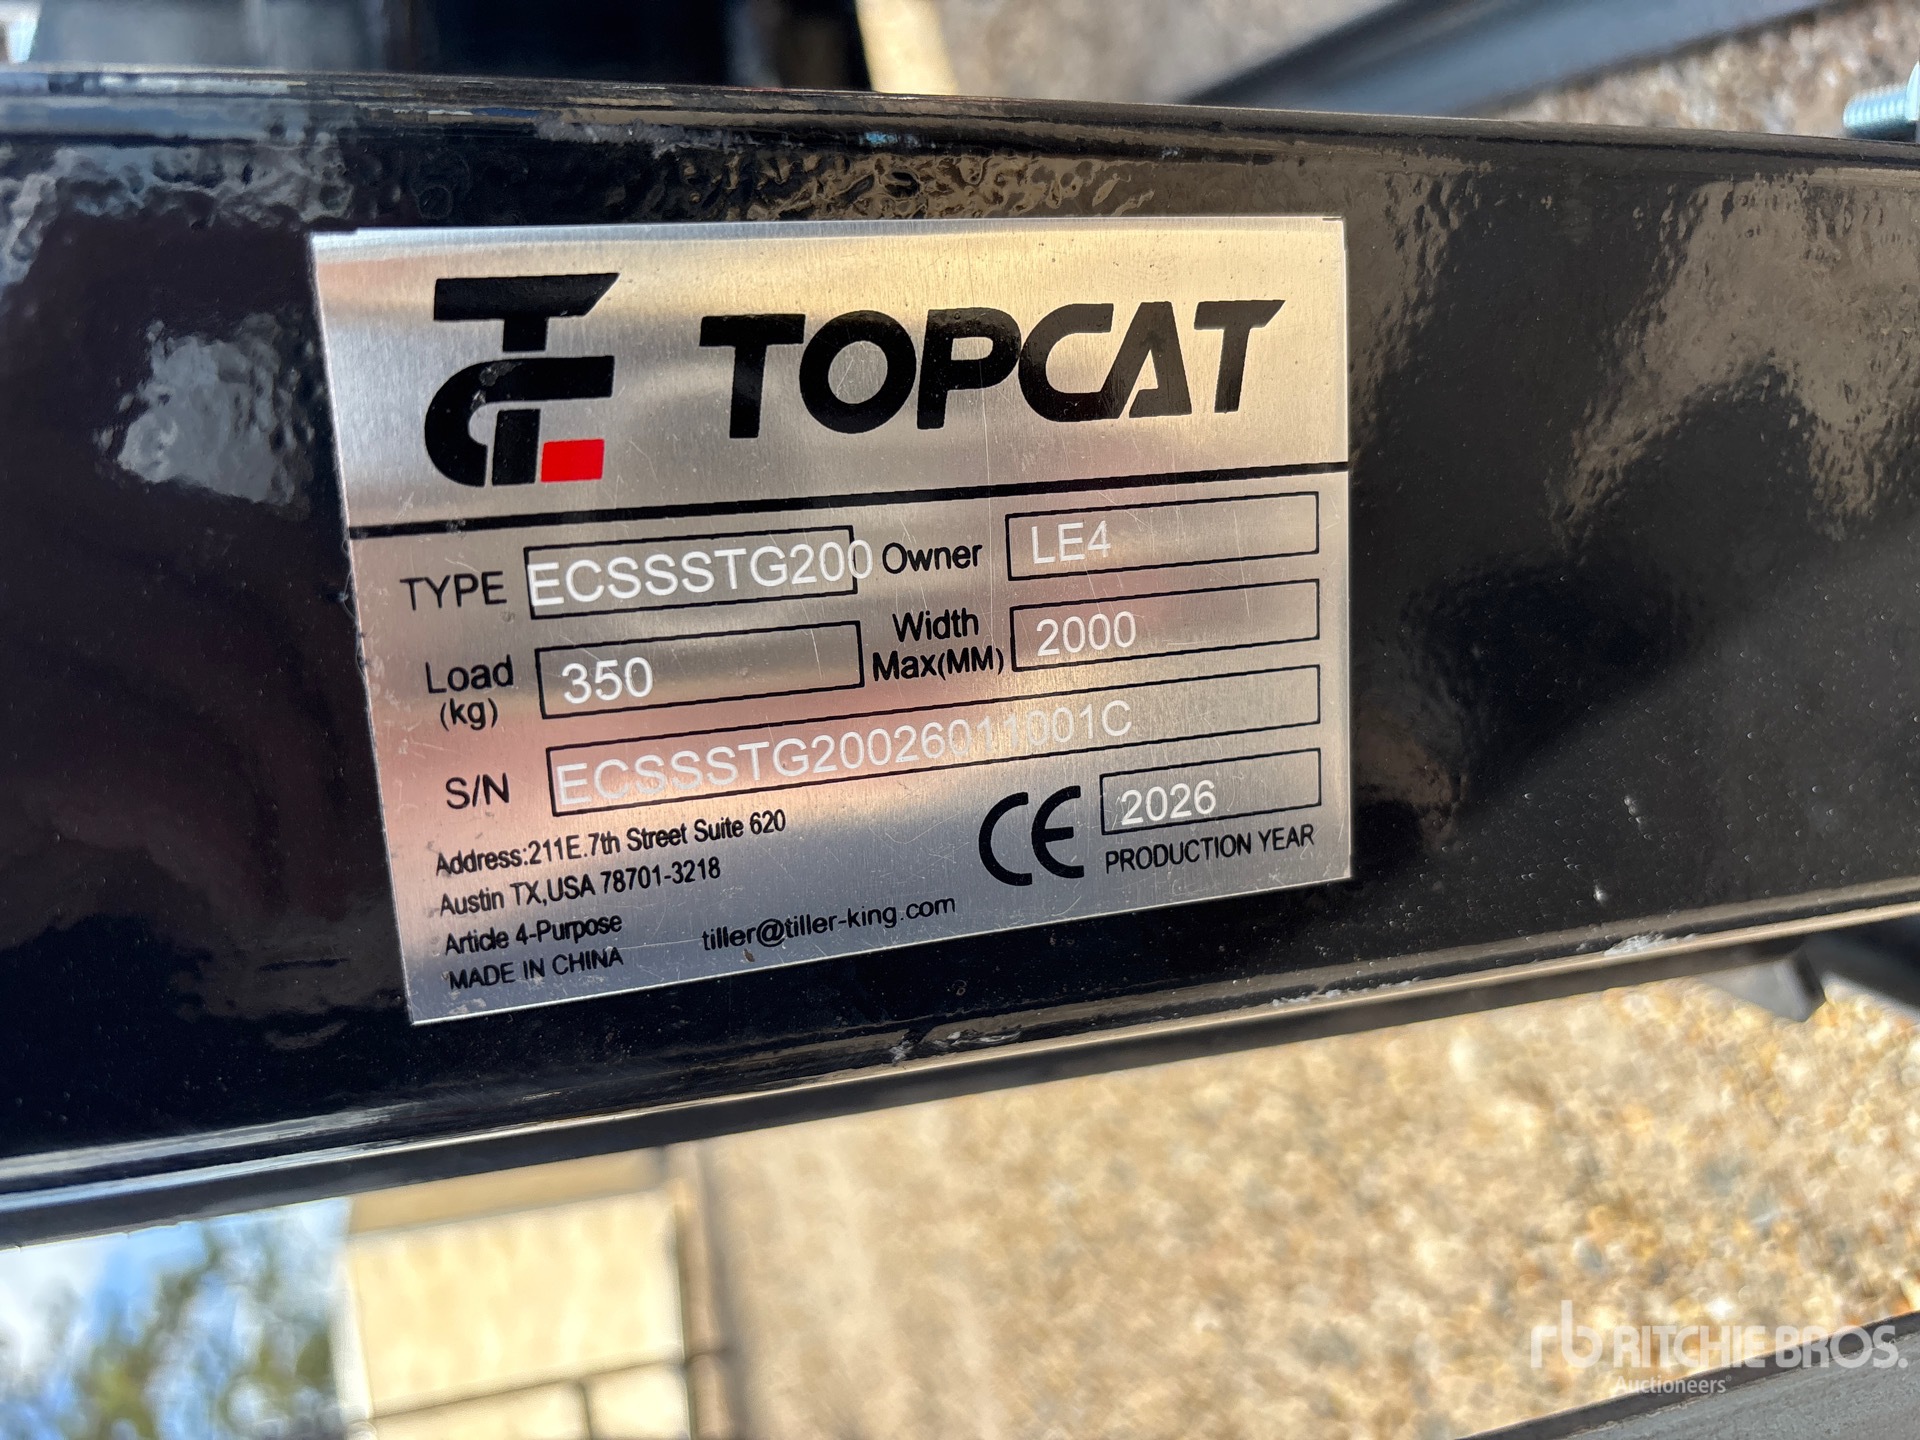 TOPCAT
TYPE ECSSSTG200 Owner LE4
Load (kg) 350 Width Max(MM) 2000
S/N ECSSSTG20026011001C
Address:211E.7th Street Suite 620
Austin TX,USA 78701-3218
Article 4-Purpose
MADE IN CHINA
tiller@tiller-king.com
CE 2026
PRODUCTION YEAR
rb RITCHIE BROS.
Auctioneers